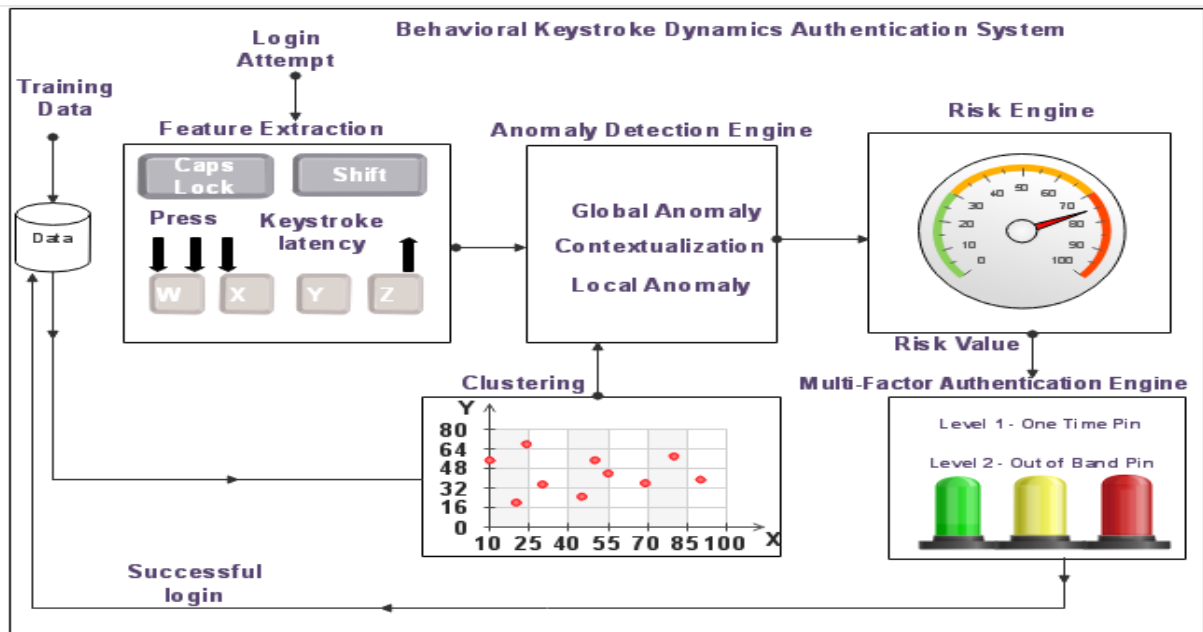 Behavioral Keystroke Dynamics Authentication System
Login
Attempt
Training
Data
Data
Feature Extraction
Caps
Lock
Shift
Press
Keystroke
latency
W
X
Y
Z
Anomaly Detection Engine
Global Anomaly
Contextualization
Local Anomaly
Risk Engine
0
10
20
30
40
50
60
70
80
90
100
Risk Value
Clustering
Y
80
64
48
32
16
0
10 25 40 55 70 85 100 X
Multi-Factor Authentication Engine
Level 1 - One Time Pin
Level 2 - Out of Band Pin
Successful
login